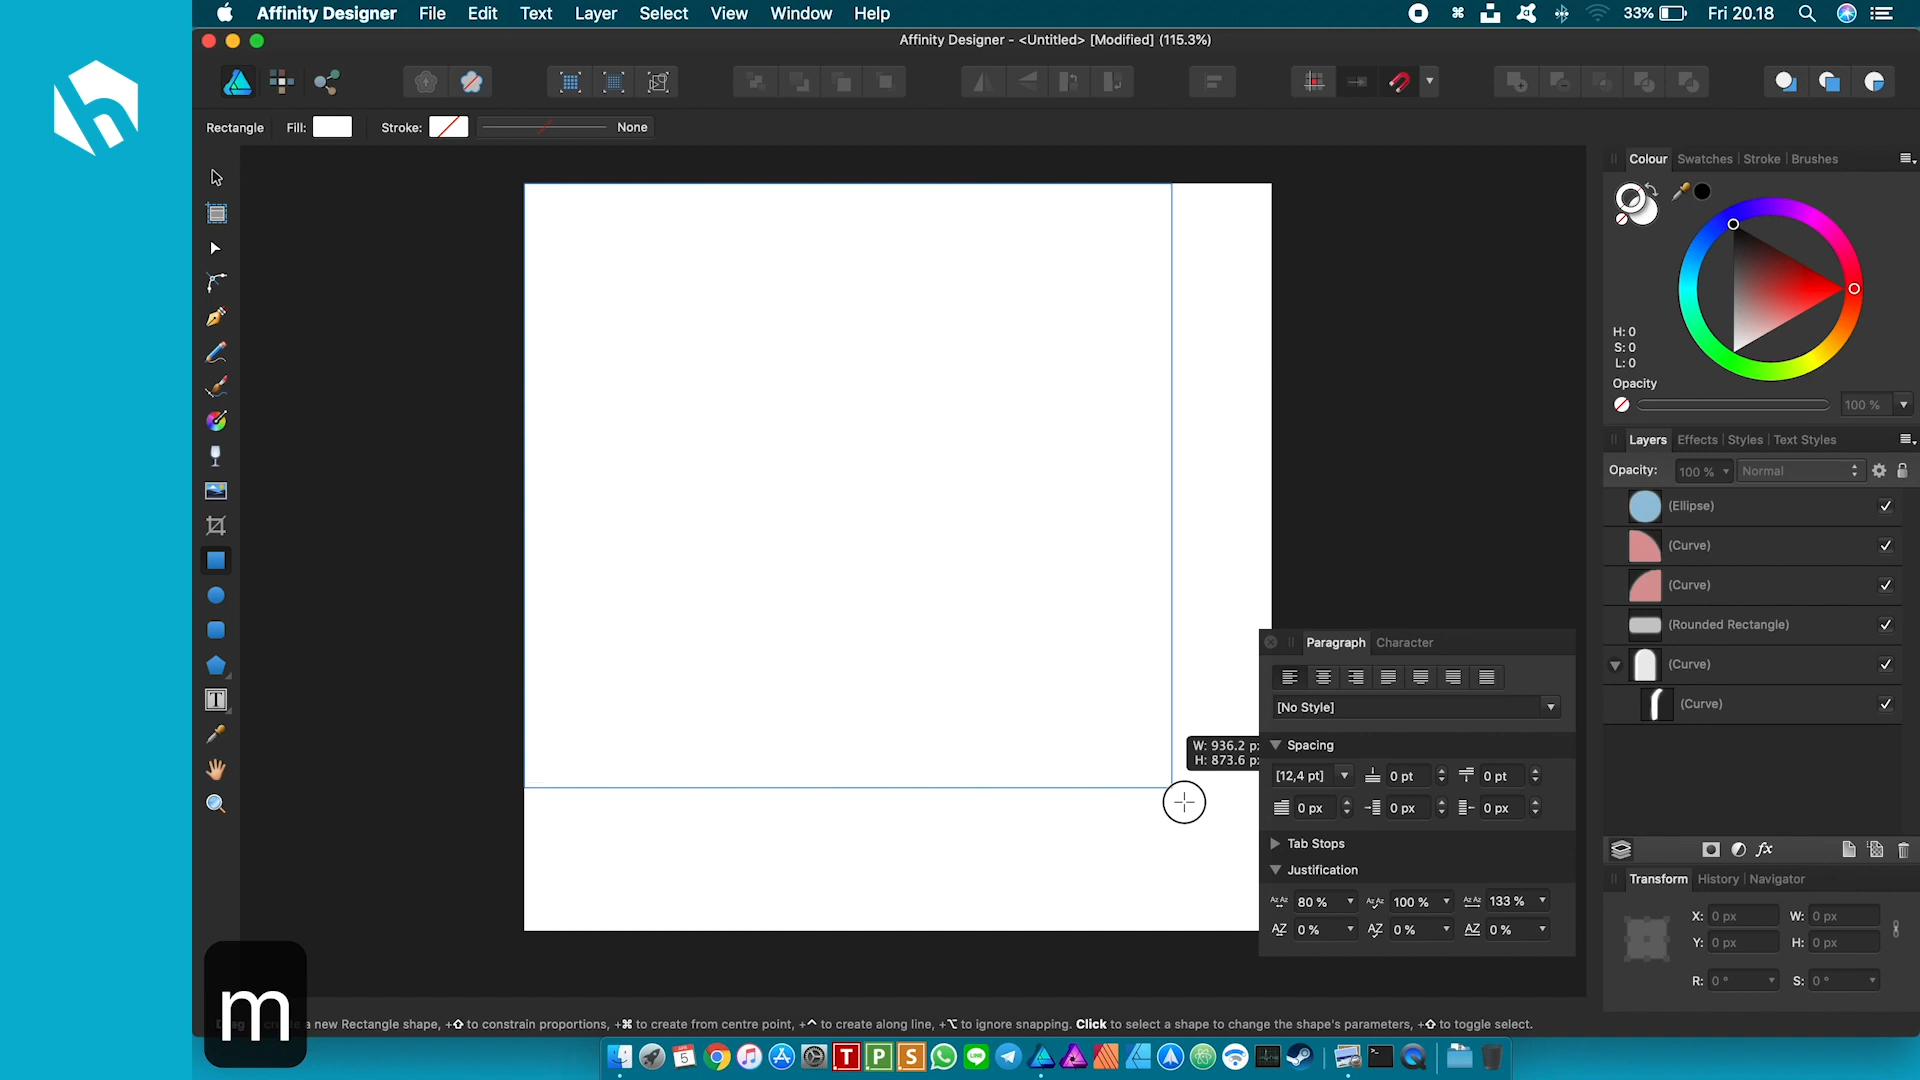 Affinity Designer File Edit Text Layer Select View Window Help
33% Fri 20.18
Affinity Designer - <Untitled> [Modified] (115.3%)
Rectangle Fill: Stroke: None
Colour Swatches Stroke Brushes
H: 0
S: 0
L: 0
Opacity
100 %
Layers Effects Styles Text Styles
Opacity: 100 % Normal
(Ellipse)
(Curve)
(Curve)
(Rounded Rectangle)
(Curve)
(Curve)
Paragraph Character
[No Style]
W: 936.2
H: 873.6
Spacing
[12,4 pt] 0 pt 0 pt
0 px 0 px 0 px
Tab Stops
Justification
80 % 100 % 133 %
0 % 0 % 0 %
Transform History Navigator
X: 0 px W: 0 px
Y: 0 px H: 0 px
R: 0 ° S: 0 °
m
a new Rectangle shape, +⇧ to constrain proportions, +⌘ to create from centre point, +^ to create along line, +⌥ to ignore snapping. Click to select a shape to change the shape's parameters, +⇧ to toggle select.
5 T P S LINE